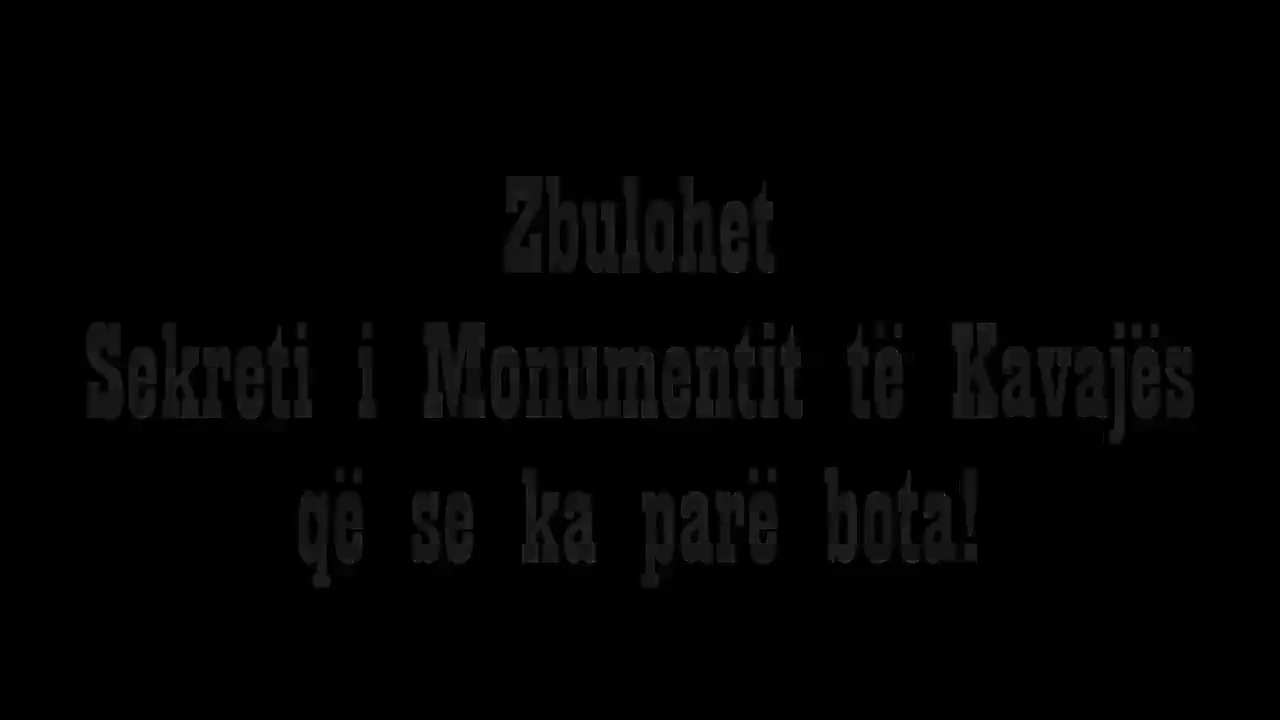 Zbulohet
Sekreti i Monumentit të Kavajës
që se ka parë bota!